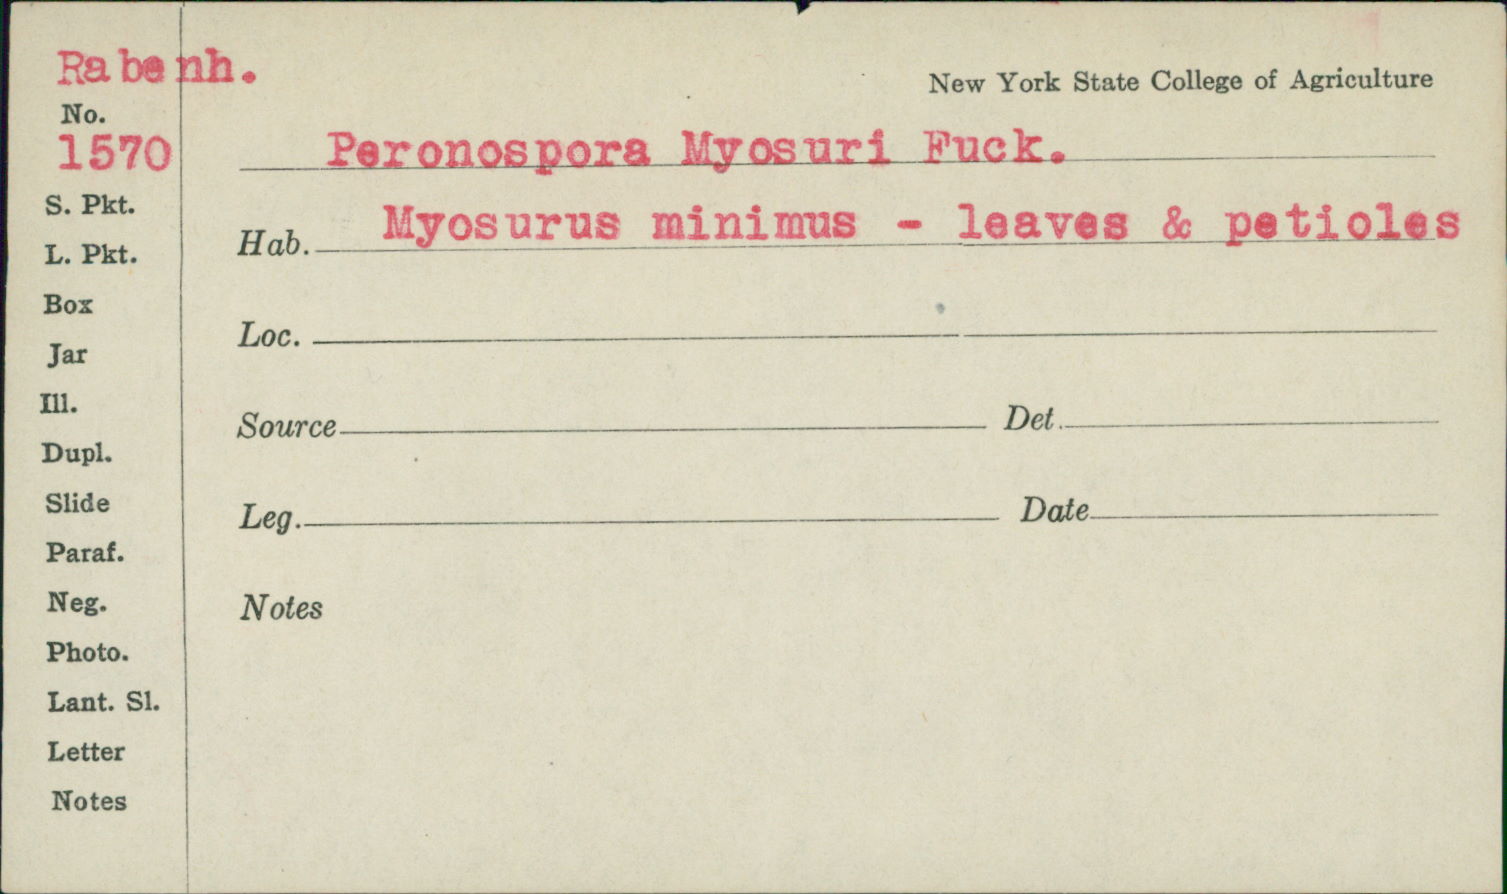 Rabenh.
New York State College of Agriculture
No.
1570
Peronospora Myosuri Fuck.
S. Pkt.
Hab. Myosurus minimus - leaves & petioles
L. Pkt.
Box
Loc.
Jar
Ill.
Source Det.
Dupl.
Slide
Leg. Date
Paraf.
Neg.
Notes
Photo.
Lant. Sl.
Letter
Notes